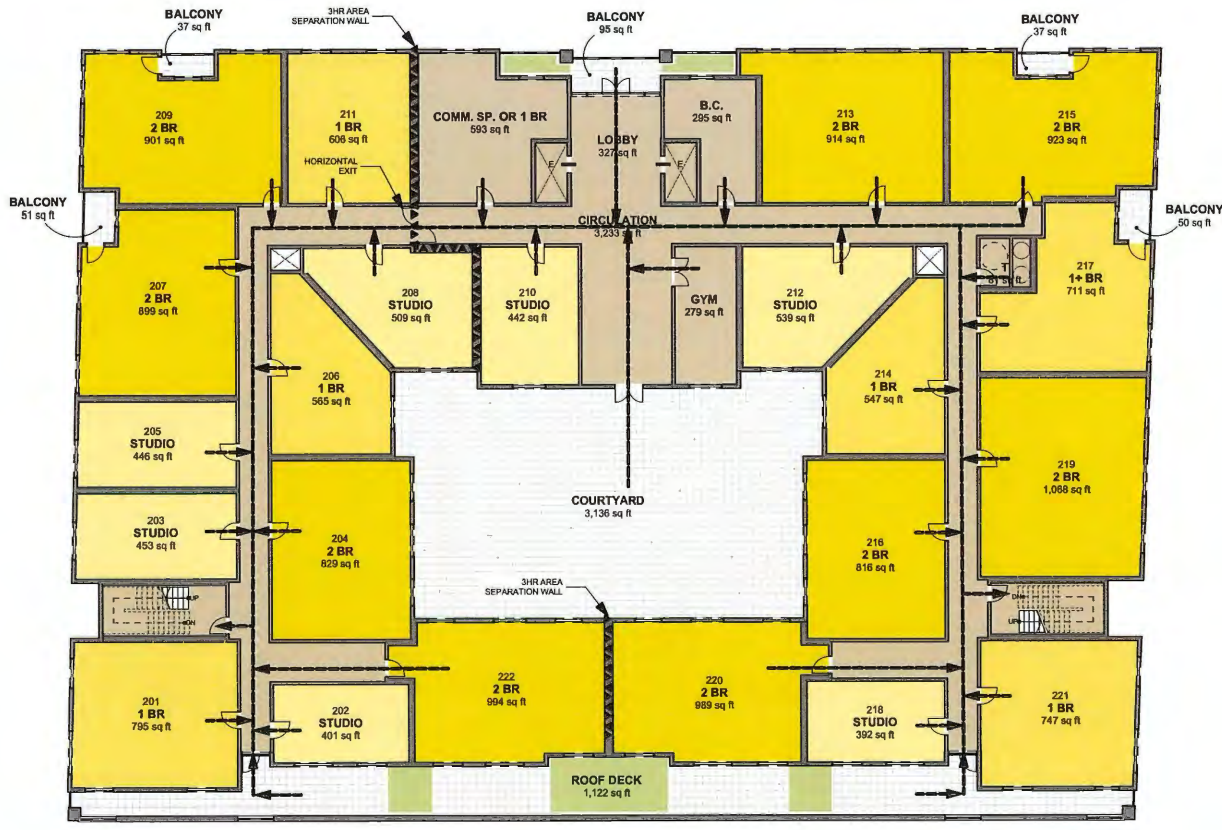 3HR AREA
SEPARATION WALL
BALCONY
37 sq ft
BALCONY
95 sq ft
BALCONY
37 sq ft
209
2 BR
901 sq ft
211
1 BR
606 sq ft
COMM. SP. OR 1 BR
593 sq ft
LOBBY
327 sq ft
B.C.
295 sq ft
213
2 BR
914 sq ft
215
2 BR
923 sq ft
HORIZONTAL
EXIT
E
E
BALCONY
51 sq ft
CIRCULATION
3,233 sq ft
BALCONY
50 sq ft
207
2 BR
899 sq ft
208
STUDIO
509 sq ft
210
STUDIO
442 sq ft
GYM
279 sq ft
212
STUDIO
539 sq ft
T
81 sq ft
217
1+ BR
711 sq ft
206
1 BR
565 sq ft
214
1 BR
547 sq ft
205
STUDIO
446 sq ft
219
2 BR
1,068 sq ft
COURTYARD
3,136 sq ft
203
STUDIO
453 sq ft
204
2 BR
829 sq ft
216
2 BR
816 sq ft
3HR AREA
SEPARATION WALL
UP
DN
DN
UP
201
1 BR
795 sq ft
202
STUDIO
401 sq ft
222
2 BR
994 sq ft
220
2 BR
989 sq ft
218
STUDIO
392 sq ft
221
1 BR
747 sq ft
ROOF DECK
1,122 sq ft